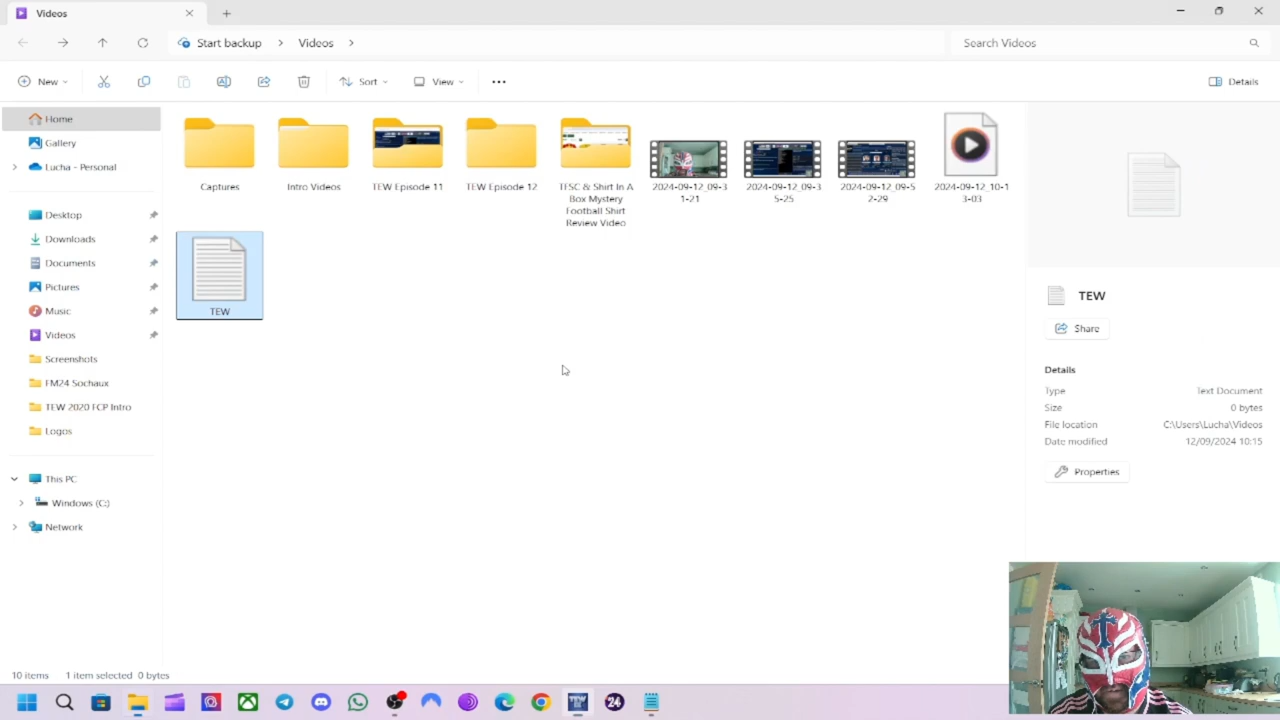 Videos
Start backup > Videos >
Search Videos
New
Sort
View
Details
Home
Gallery
Lucha - Personal
Desktop
Downloads
Documents
Pictures
Music
Videos
Screenshots
FM24 Sochaux
TEW 2020 FCP Intro
Logos
This PC
Windows (C:)
Network
Captures
Intro Videos
TEW Episode 11
TEW Episode 12
TFSC & Shirt In A
Box Mystery
Football Shirt
Review Video
2024-09-12_09-3
1-21
2024-09-12_09-3
5-25
2024-09-12_09-5
2-29
2024-09-12_10-1
3-03
TEW
TEW
Share
Details
Type Text Document
Size 0 bytes
File location C:\Users\Lucha\Videos
Date modified 12/09/2024 10:15
Properties
10 items 1 item selected 0 bytes
TEW
24